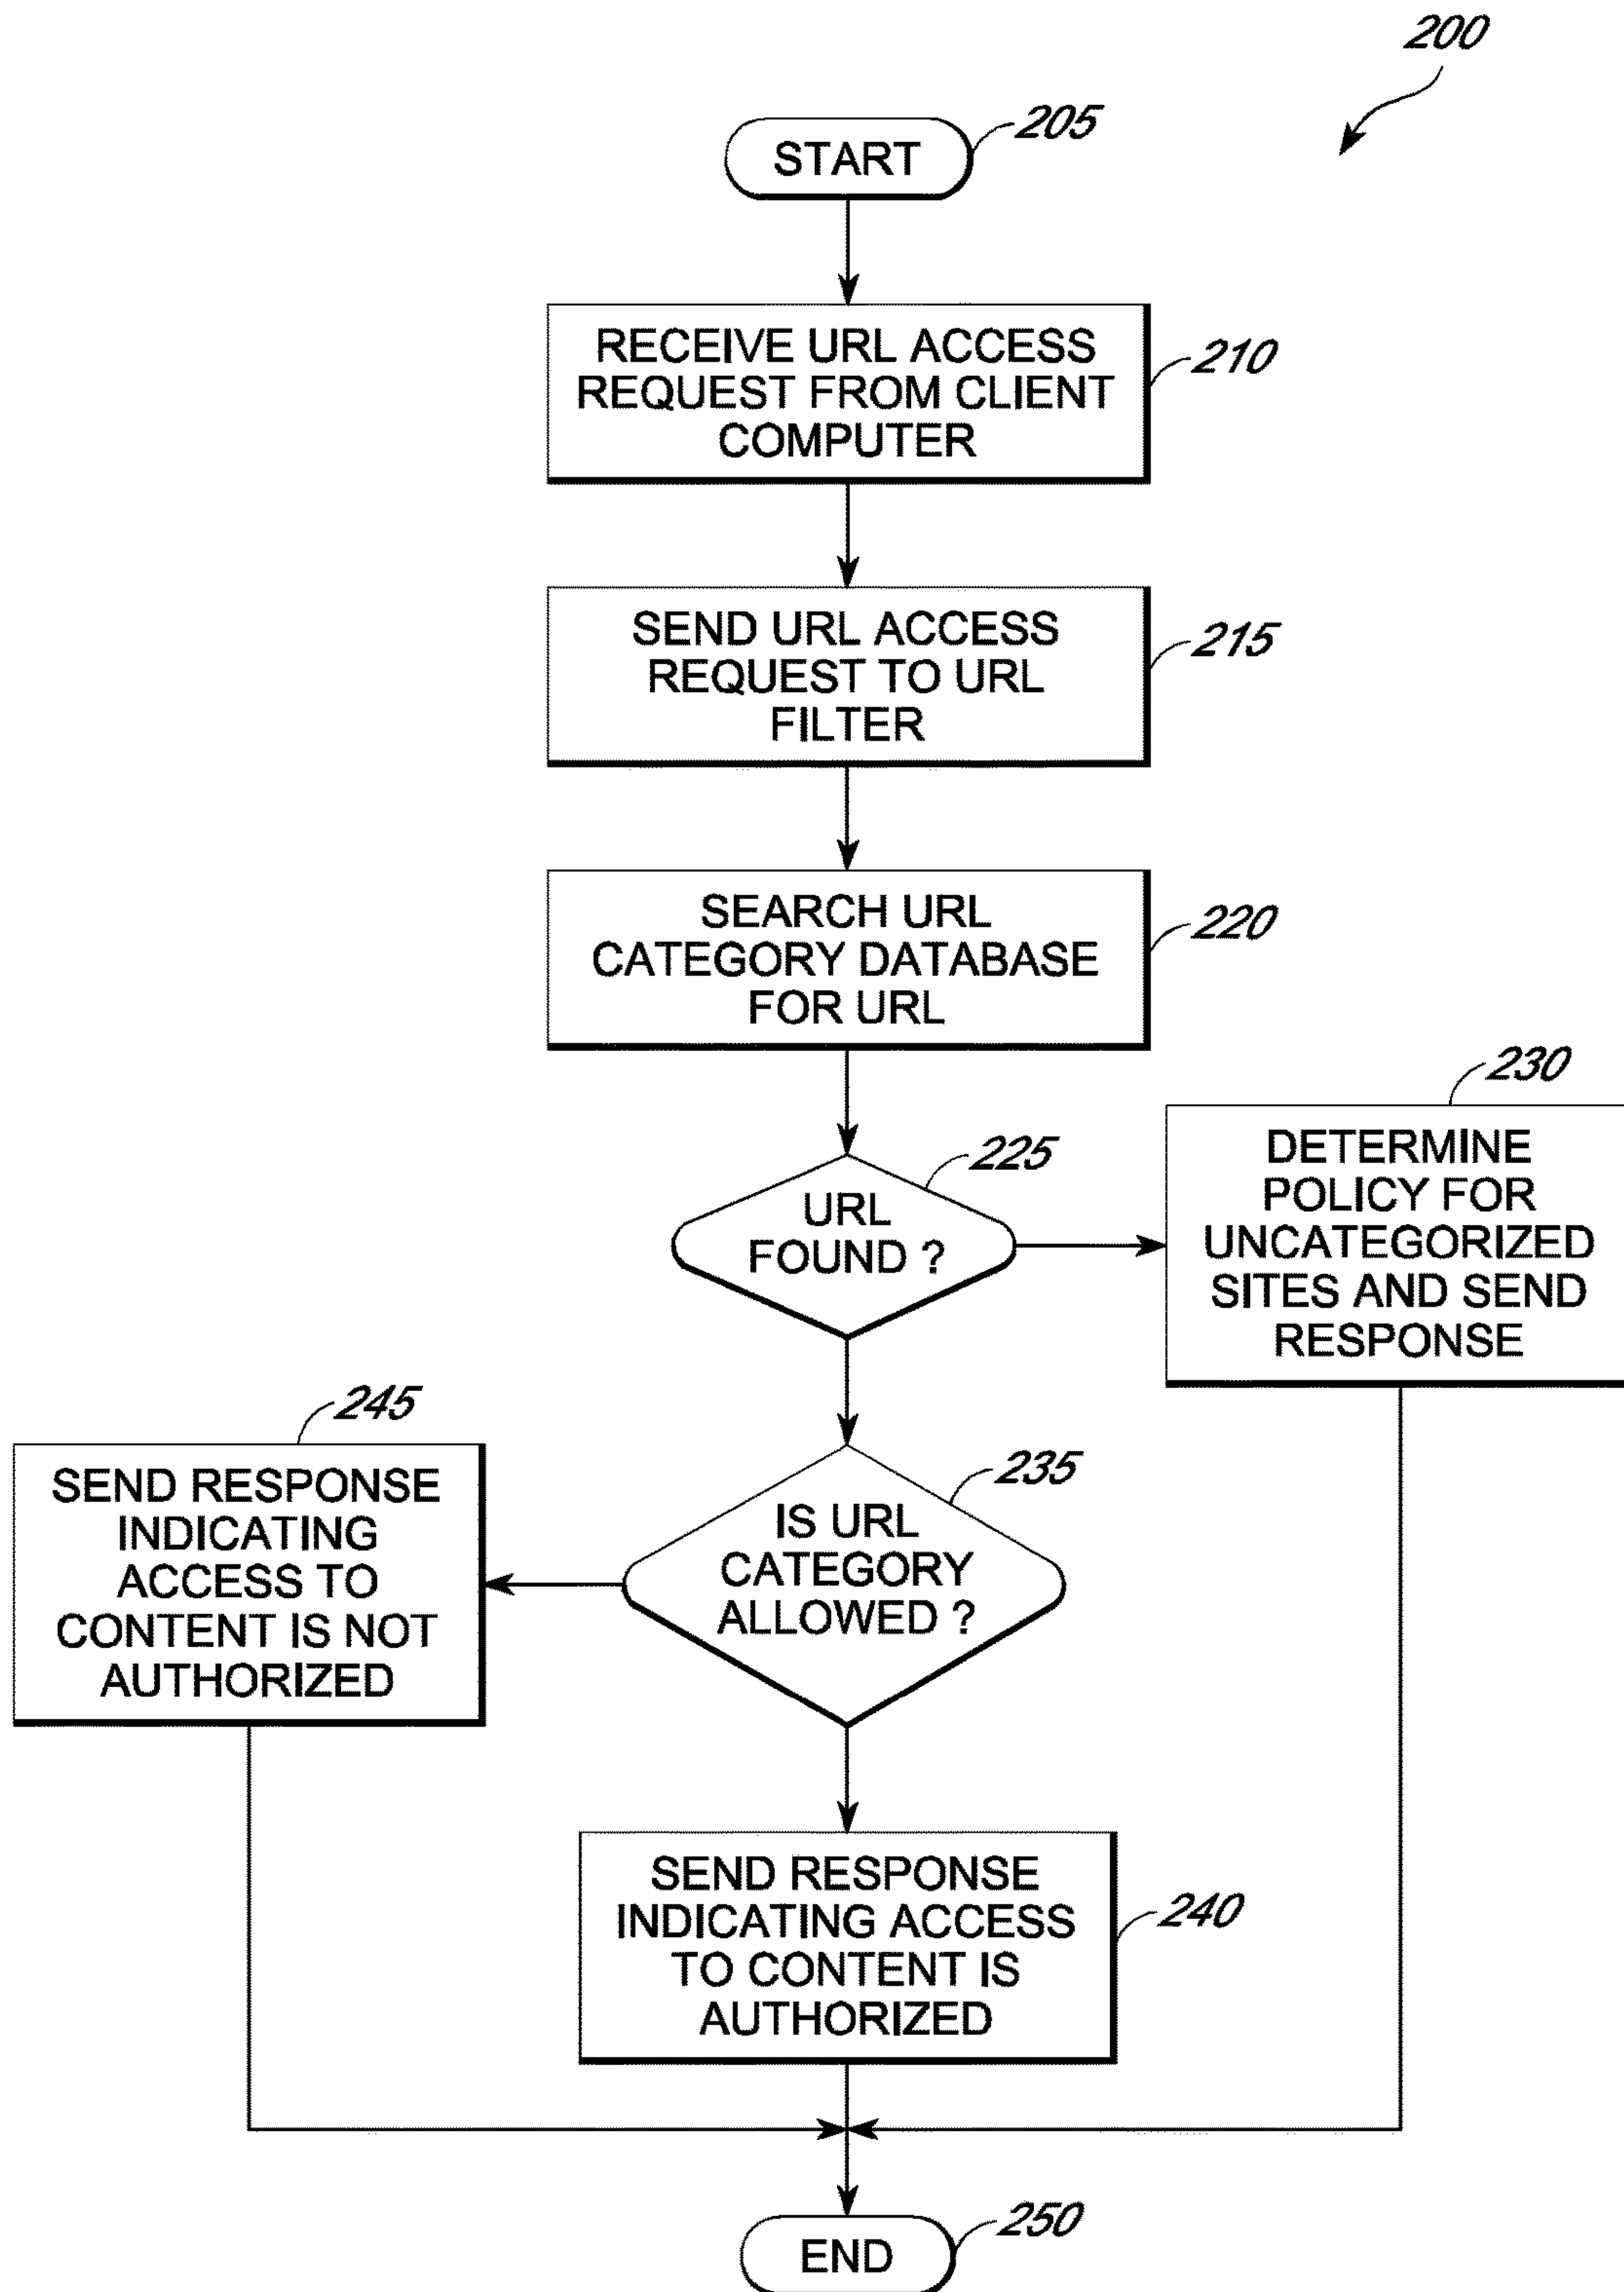 200
START
205
RECEIVE URL ACCESS
REQUEST FROM CLIENT
COMPUTER
210
SEND URL ACCESS
REQUEST TO URL
FILTER
215
SEARCH URL
CATEGORY DATABASE
FOR URL
220
URL
FOUND ?
225
230
DETERMINE
POLICY FOR
UNCATEGORIZED
SITES AND SEND
RESPONSE
IS URL
CATEGORY
ALLOWED ?
235
245
SEND RESPONSE
INDICATING
ACCESS TO
CONTENT IS NOT
AUTHORIZED
SEND RESPONSE
INDICATING ACCESS
TO CONTENT IS
AUTHORIZED
240
END
250